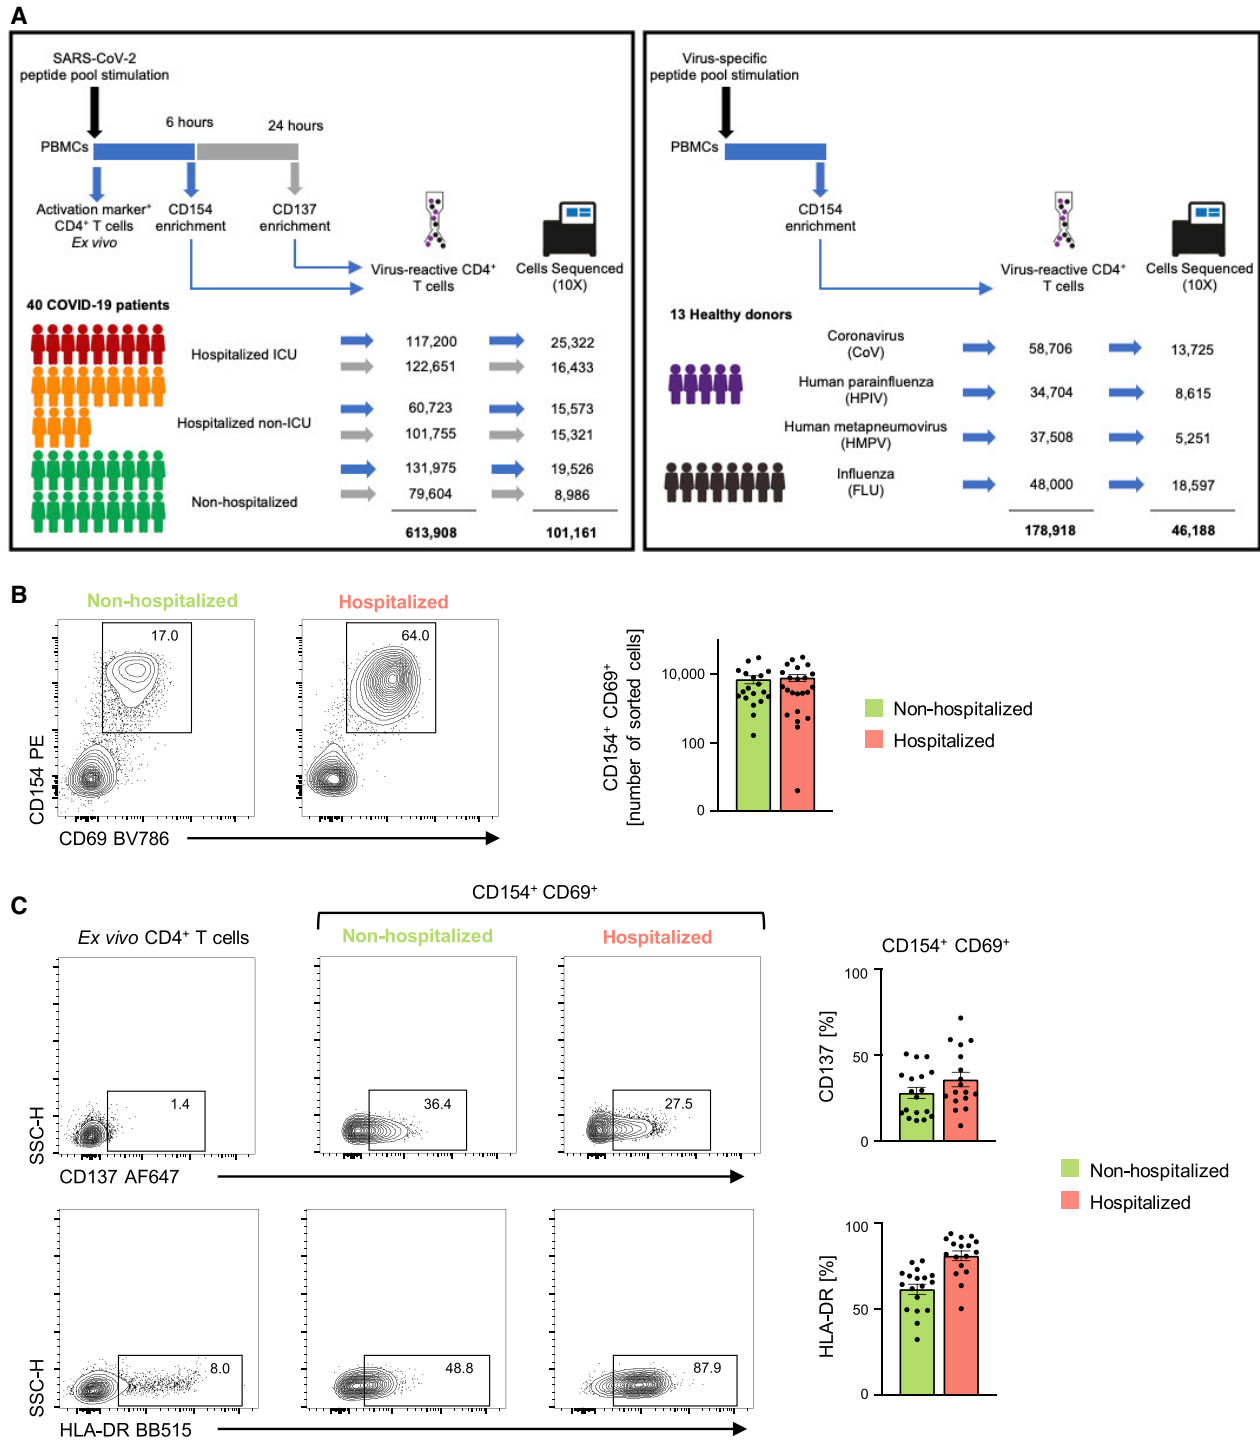 A
SARS-CoV-2
peptide pool stimulation
6 hours
24 hours
PBMCs
Activation marker⁺
CD4⁺ T cells
Ex vivo
CD154
enrichment
CD137
enrichment
Virus-reactive CD4⁺
T cells
Cells Sequenced
(10X)
40 COVID-19 patients
Hospitalized ICU
117,200
25,322
122,651
16,433
Hospitalized non-ICU
60,723
15,573
101,755
15,321
Non-hospitalized
131,975
19,526
79,604
8,986
613,908
101,161
Virus-specific
peptide pool stimulation
PBMCs
CD154
enrichment
Virus-reactive CD4⁺
T cells
Cells Sequenced
(10X)
13 Healthy donors
Coronavirus
(CoV)
58,706
13,725
Human parainfluenza
(HPIV)
34,704
8,615
Human metapneumovirus
(HMPV)
37,508
5,251
Influenza
(FLU)
48,000
18,597
178,918
46,188
B
Non-hospitalized
Hospitalized
17.0
64.0
CD154 PE
CD69 BV786
CD154⁺ CD69⁺
[number of sorted cells]
10,000
100
0
Non-hospitalized
Hospitalized
C
CD154⁺ CD69⁺
Ex vivo CD4⁺ T cells
Non-hospitalized
Hospitalized
1.4
36.4
27.5
SSC-H
CD137 AF647
CD154⁺ CD69⁺
CD137 [%]
100
50
0
8.0
48.8
87.9
SSC-H
HLA-DR BB515
HLA-DR [%]
100
50
0
Non-hospitalized
Hospitalized